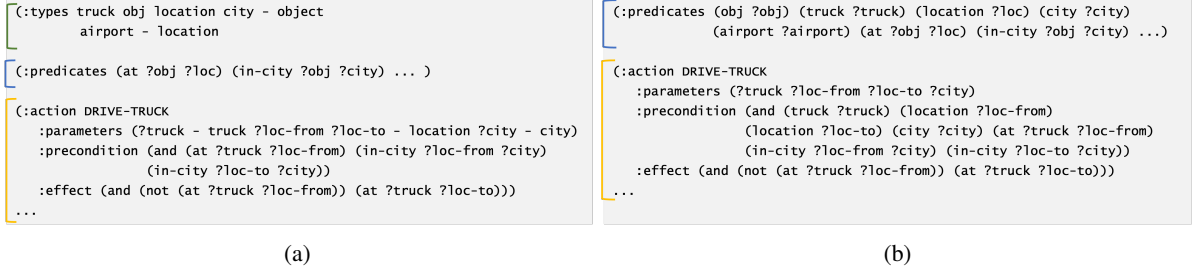 (:types truck obj location city - object
airport - location
(:predicates (at ?obj ?loc) (in-city ?obj ?city) ... )
(:action DRIVE-TRUCK
:parameters (?truck - truck ?loc-from ?loc-to - location ?city - city)
:precondition (and (at ?truck ?loc-from) (in-city ?loc-from ?city)
(in-city ?loc-to ?city))
:effect (and (not (at ?truck ?loc-from)) (at ?truck ?loc-to)))
...
(a)
(:predicates (obj ?obj) (truck ?truck) (location ?loc) (city ?city)
(airport ?airport) (at ?obj ?loc) (in-city ?obj ?city) ...)
(:action DRIVE-TRUCK
:parameters (?truck ?loc-from ?loc-to ?city)
:precondition (and (truck ?truck) (location ?loc-from)
(location ?loc-to) (city ?city) (at ?truck ?loc-from)
(in-city ?loc-from ?city) (in-city ?loc-to ?city))
:effect (and (not (at ?truck ?loc-from)) (at ?truck ?loc-to)))
...
(b)